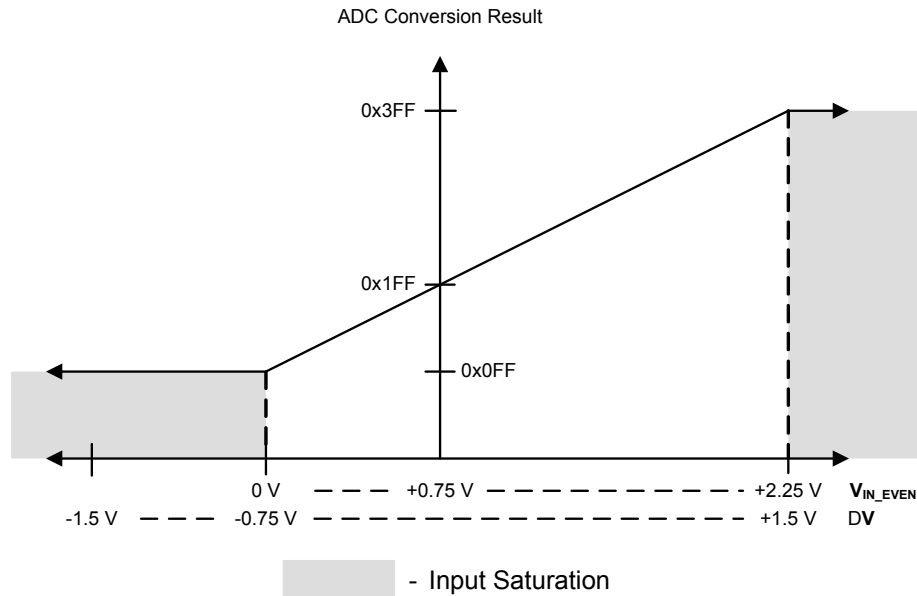 ADC Conversion Result
0x3FF
0x1FF
0x0FF
0 V +0.75 V +2.25 V VIN_EVEN
-1.5 V -0.75 V +1.5 V DV
- Input Saturation